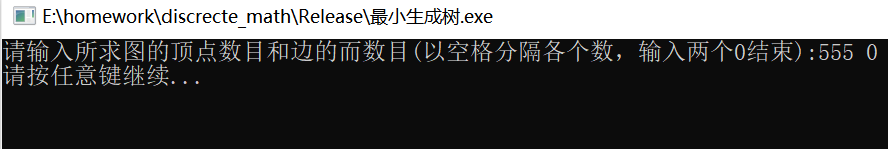 E:\homework\discrecte_math\Release\最小生成树.exe
请输入所求图的顶点数目和边的而数目(以空格分隔各个数，输入两个0结束):555 0
请按任意键继续...